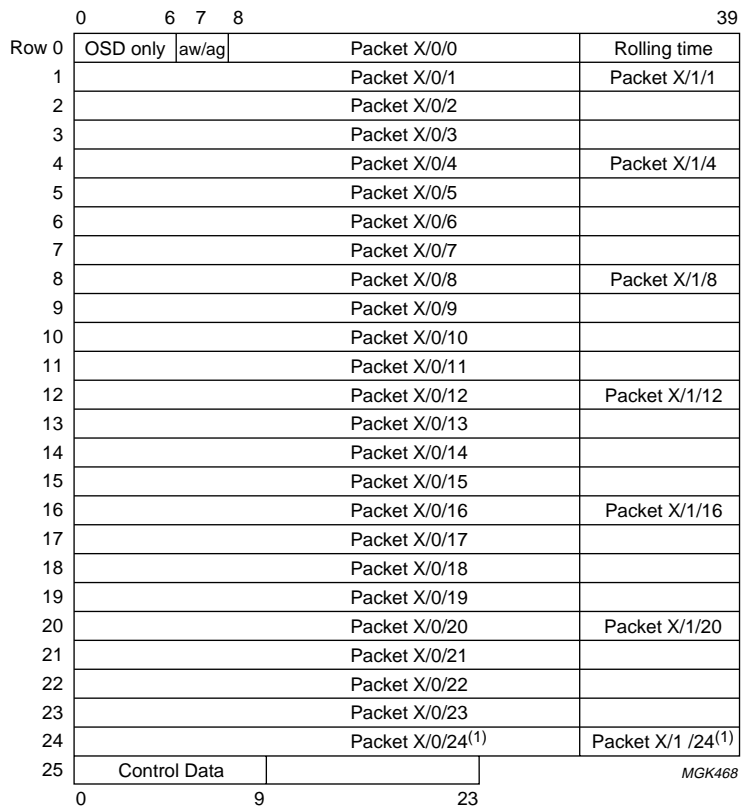 0 6 7 8 39
Row 0 OSD only aw/ag Packet X/0/0 Rolling time
1 Packet X/0/1 Packet X/1/1
2 Packet X/0/2
3 Packet X/0/3
4 Packet X/0/4 Packet X/1/4
5 Packet X/0/5
6 Packet X/0/6
7 Packet X/0/7
8 Packet X/0/8 Packet X/1/8
9 Packet X/0/9
10 Packet X/0/10
11 Packet X/0/11
12 Packet X/0/12 Packet X/1/12
13 Packet X/0/13
14 Packet X/0/14
15 Packet X/0/15
16 Packet X/0/16 Packet X/1/16
17 Packet X/0/17
18 Packet X/0/18
19 Packet X/0/19
20 Packet X/0/20 Packet X/1/20
21 Packet X/0/21
22 Packet X/0/22
23 Packet X/0/23
24 Packet X/0/24(1) Packet X/1 /24(1)
25 Control Data MGK468
0 9 23